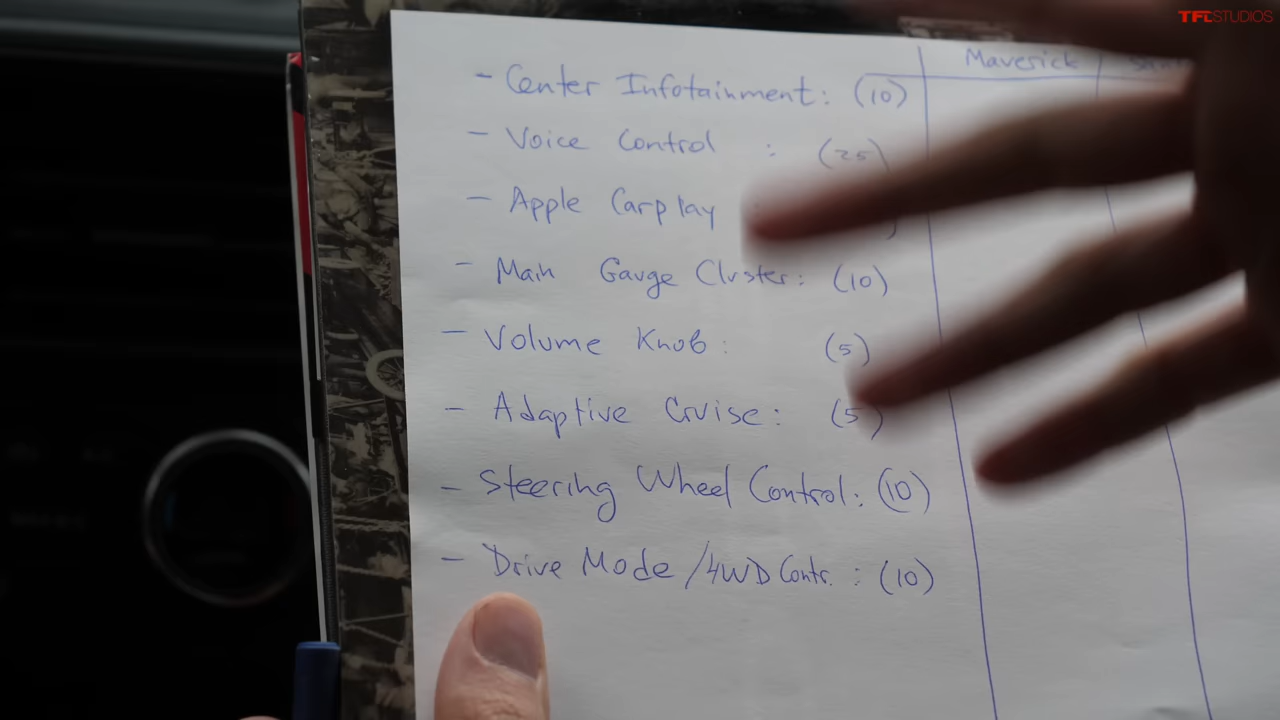 TFLSTUDIOS
Maverick
- Center Infotainment: (10)
- Voice Control : (25)
- Apple Carplay )
- Main Gauge Cluster: (10)
- Volume Knob: (5)
- Adaptive Cruise: (5)
- Steering Wheel Control: (10)
- Drive Mode/4WD Contr. : (10)